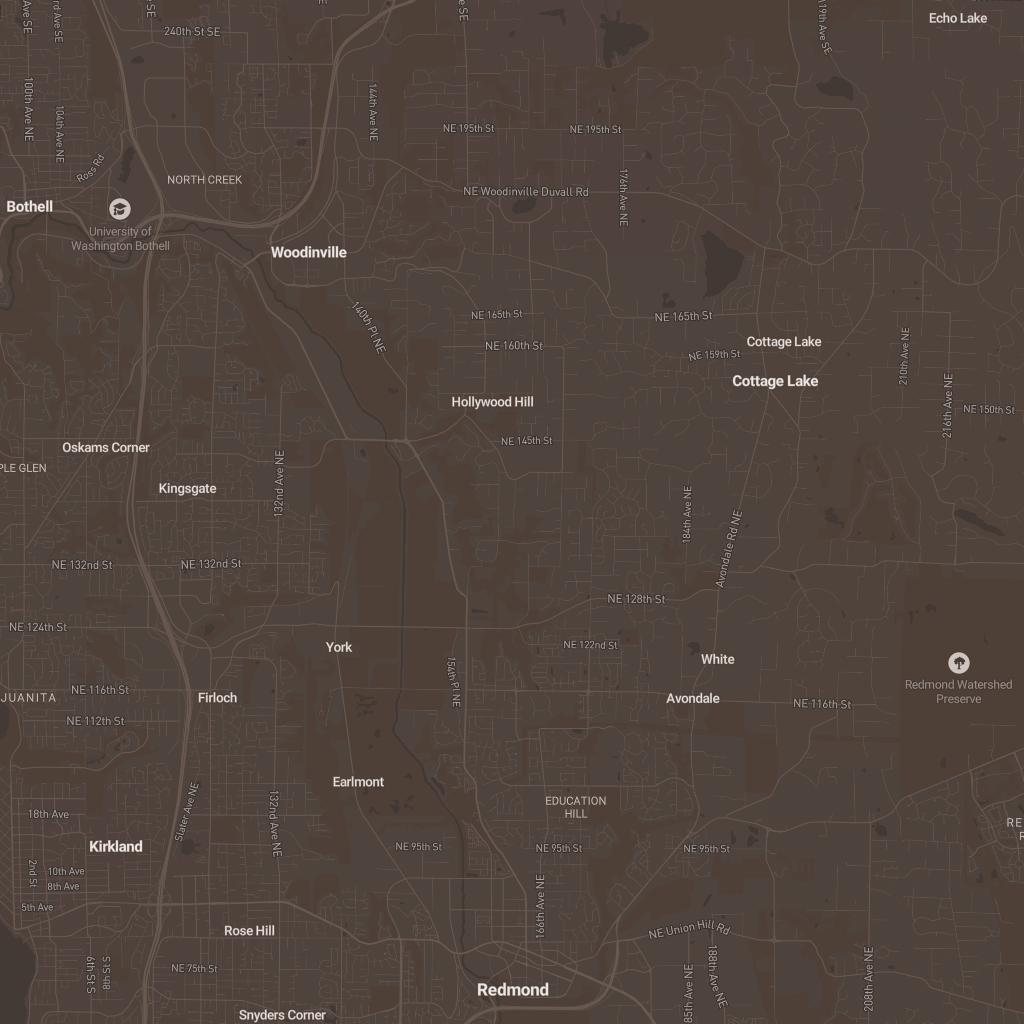 Echo Lake
240th St SE
100th Ave NE
104th Ave NE
144th Ave NE
NE 195th St
NE 195th St
Ross Rd
NORTH CREEK
176th Ave NE
NE Woodinville Duvall Rd
Bothell
University of
Washington Bothell
Woodinville
140th Pl NE
NE 165th St
NE 165th St
NE 160th St
Cottage Lake
NE 159th St
210th Ave NE
Cottage Lake
Hollywood Hill
216th Ave NE
NE 150th St
NE 145th St
Oskams Corner
PLE GLEN
Kingsgate
132nd Ave NE
184th Ave NE
Avondale Rd NE
NE 132nd St
NE 132nd St
NE 128th St
NE 124th St
York
NE 122nd St
White
154th Pl NE
Redmond Watershed
Preserve
JUANITA
NE 116th St
Firloch
Avondale
NE 116th St
NE 112th St
Earlmont
EDUCATION
HILL
18th Ave
Slater Ave NE
132nd Ave NE
Kirkland
NE 95th St
NE 95th St
NE 95th St
2nd St
10th Ave
8th Ave
5th Ave
166th Ave NE
Rose Hill
NE Union Hill Rd
6th St S
8th St S
NE 75th St
188th Ave NE
208th Ave NE
Redmond
Snyders Corner